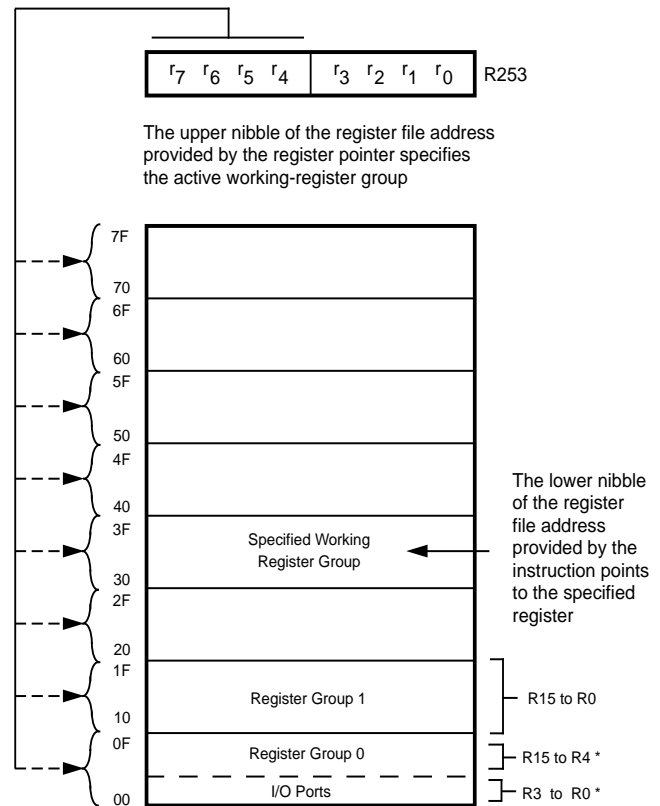 r7 r6 r5 r4 r3 r2 r1 r0 R253
The upper nibble of the register file address
provided by the register pointer specifies
the active working-register group
7F
70
6F
60
5F
50
4F
40
3F
Specified Working
Register Group
30
2F
20
1F
Register Group 1
10
0F
Register Group 0
I/O Ports
00
The lower nibble
of the register
file address
provided by the
instruction points
to the specified
register
R15 to R0
R15 to R4 *
R3 to R0 *